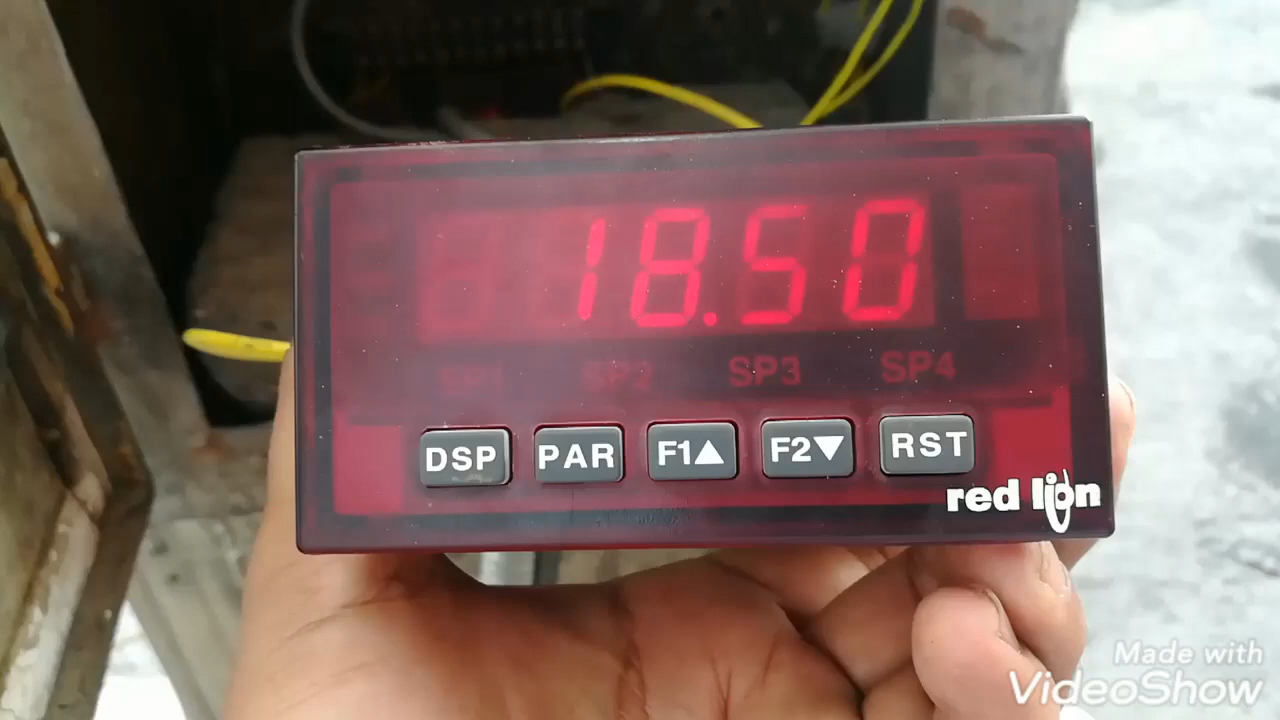 18.50
SP1 SP2 SP3 SP4
DSP PAR F1▲ F2▼ RST
red lion
Made with
VideoShow